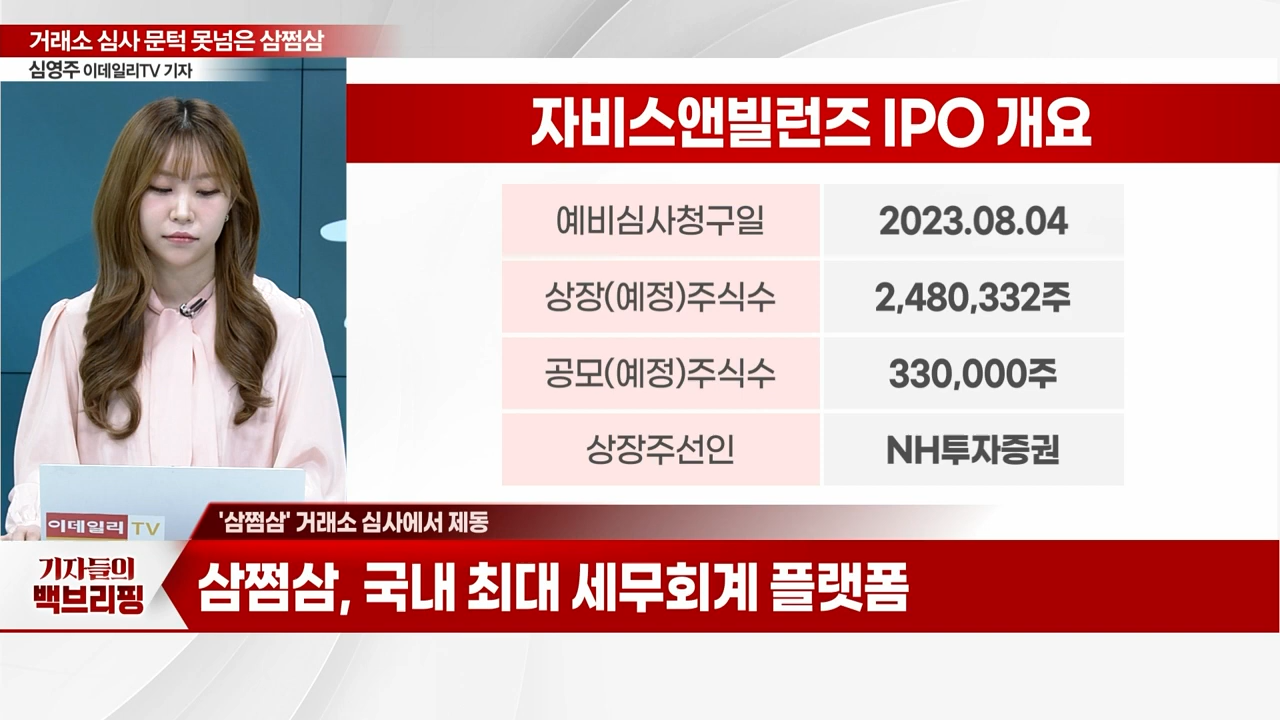 거래소 심사 문턱 못넘은 삼쩜삼
심영주 이데일리TV 기자
자비스앤빌런즈 IPO 개요
예비심사청구일 2023.08.04
상장(예정)주식수 2,480,332주
공모(예정)주식수 330,000주
상장주선인 NH투자증권
이데일리 TV
'삼쩜삼' 거래소 심사에서 제동
기자들의
백브리핑
삼쩜삼, 국내 최대 세무회계 플랫폼